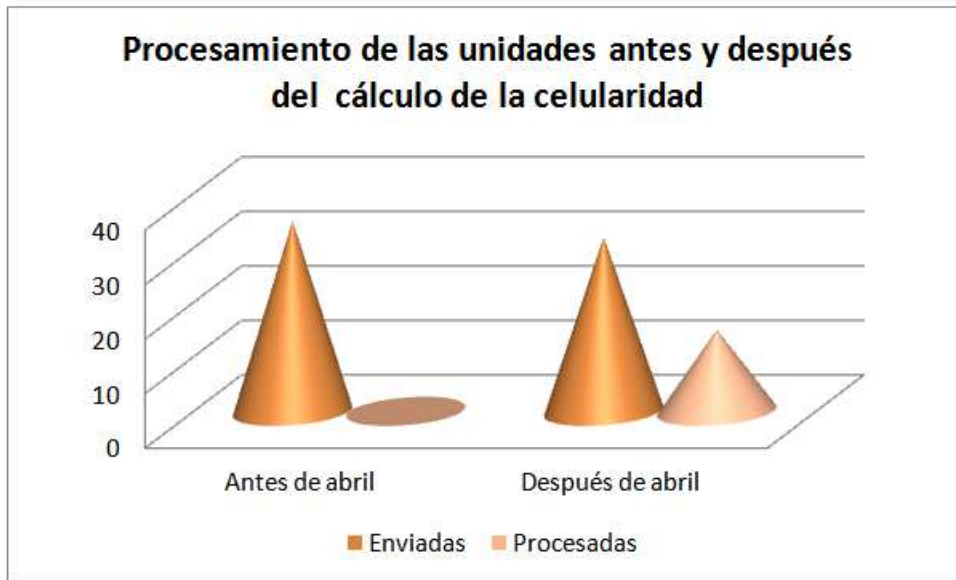 Procesamiento de las unidades antes y después
del cálculo de la celularidad
40
30
20
10
0
Antes de abril
Después de abril
Enviadas
Procesadas